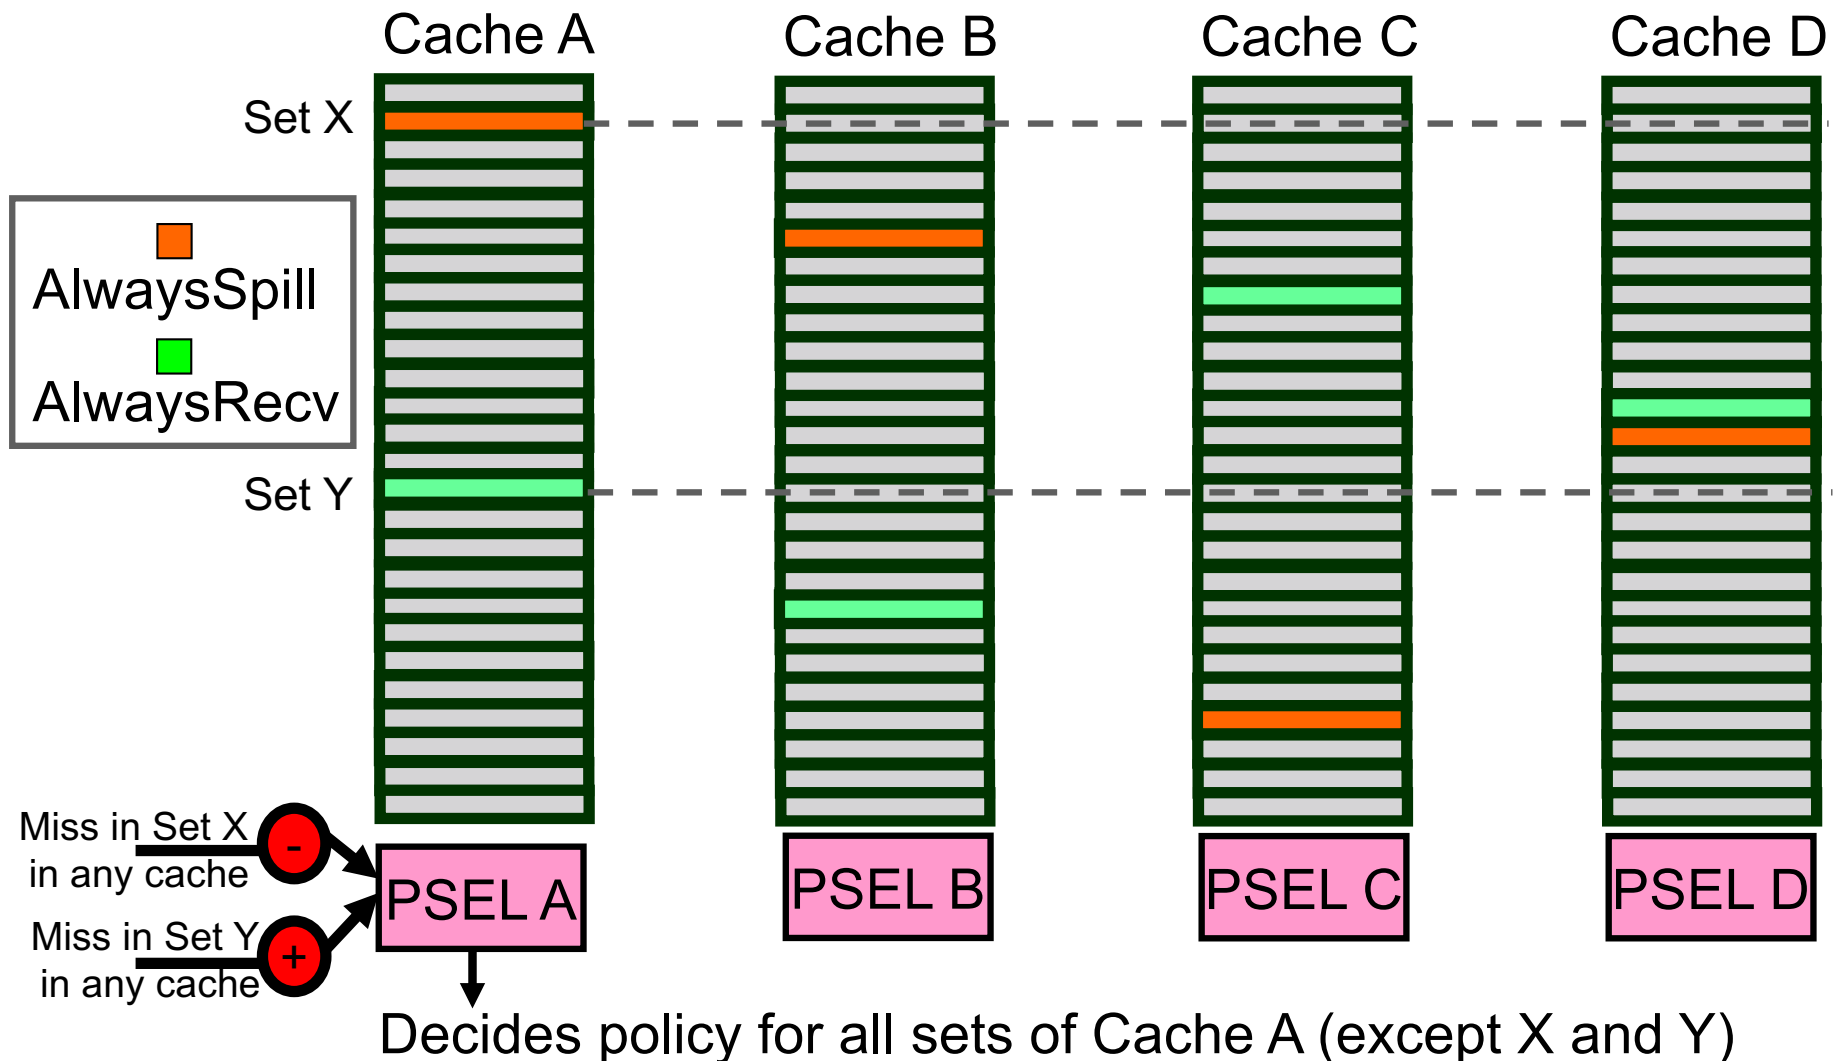 Cache A
Cache B
Cache C
Cache D
Set X
AlwaysSpill
AlwaysRecv
Set Y
Miss in Set X
in any cache
-
Miss in Set Y
in any cache
+
PSEL A
PSEL B
PSEL C
PSEL D
Decides policy for all sets of Cache A (except X and Y)